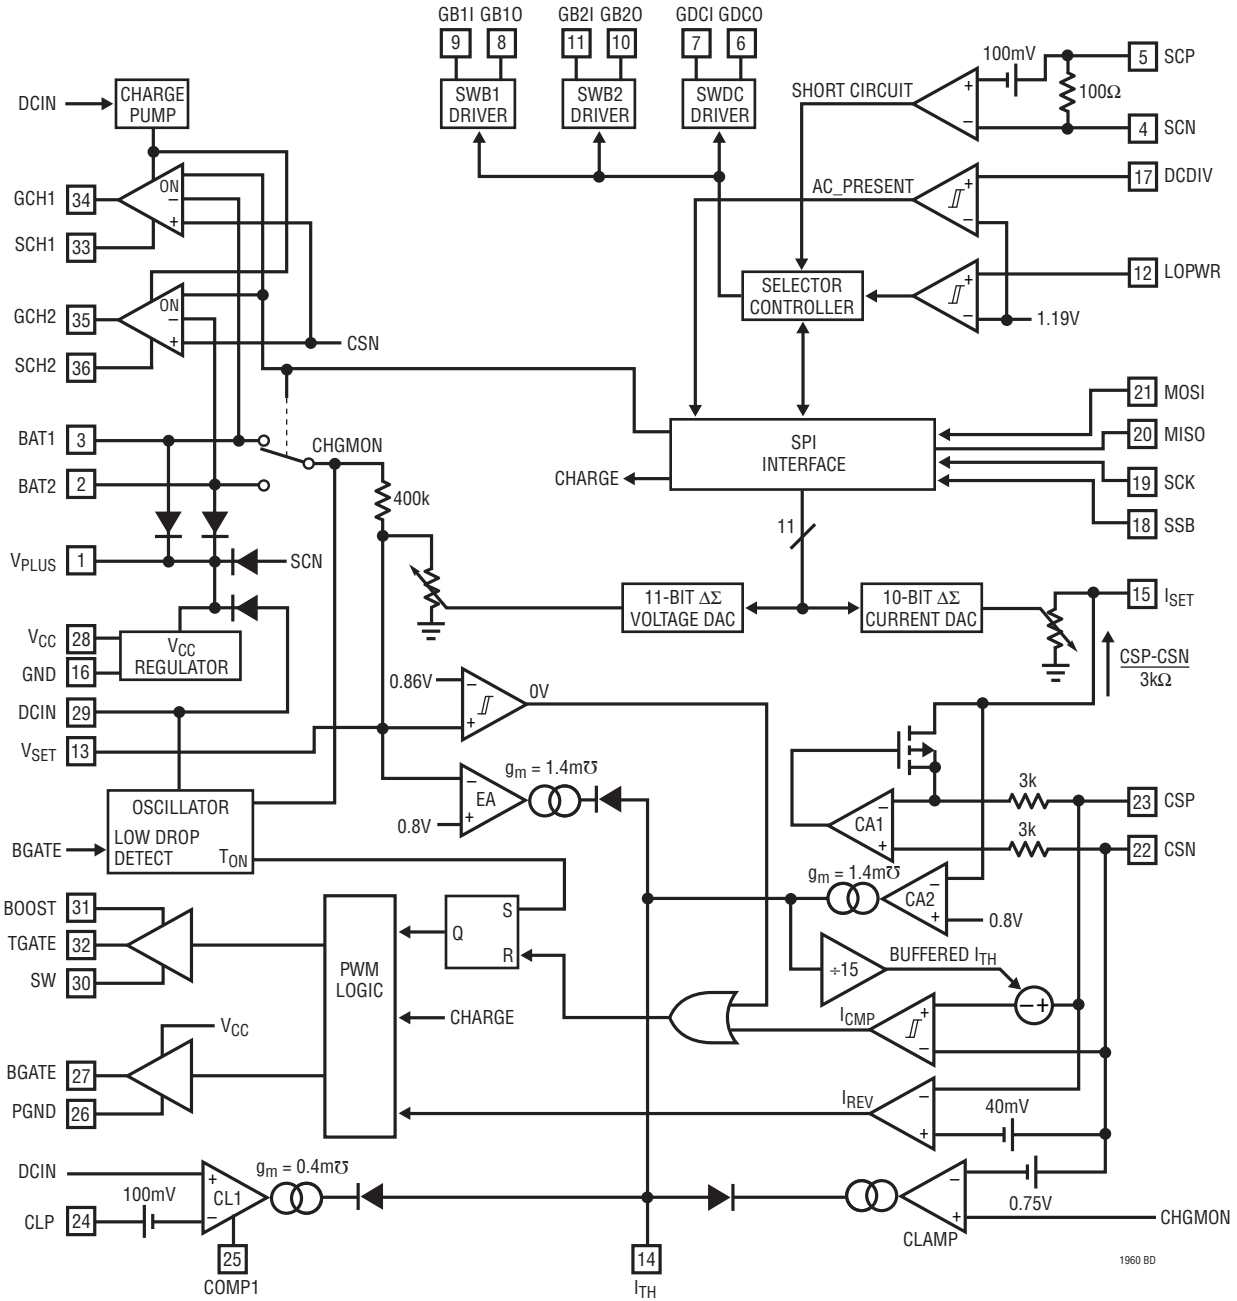 GB1I GB1O
9 8
SWB1
DRIVER
GB2I GB2O
11 10
SWB2
DRIVER
GDCI GDCO
7 6
SWDC
DRIVER
100mV
5 SCP
100Ω
SHORT CIRCUIT
+
–
4 SCN
DCIN
CHARGE
PUMP
GCH1 34
ON
–
+
SCH1 33
AC_PRESENT
+
–
17 DCDIV
SELECTOR
CONTROLLER
+
–
12 LOPWR
1.19V
GCH2 35
ON
–
+
CSN
SCH2 36
BAT1 3
CHGMON
BAT2 2
400k
SPI
INTERFACE
CHARGE
21 MOSI
20 MISO
19 SCK
18 SSB
11
VPLUS 1
SCN
11-BIT ΔΣ
VOLTAGE DAC
10-BIT ΔΣ
CURRENT DAC
15 ISET
CSP-CSN
3kΩ
VCC 28
GND 16
VCC
REGULATOR
DCIN 29
VSET 13
0.86V
–
+
0V
gm = 1.4m℧
–
EA
+
0.8V
OSCILLATOR
LOW DROP
DETECT
TON
BGATE
3k
23 CSP
–
CA1
+
3k
22 CSN
gm = 1.4m℧
–
CA2
+
0.8V
BOOST 31
TGATE 32
SW 30
PWM
LOGIC
S
Q
R
÷15
BUFFERED ITH
–+
CHARGE
ICMP
+
–
VCC
BGATE 27
PGND 26
IREV
–
+
40mV
DCIN
100mV
CLP 24
+
CL1
–
gm = 0.4m℧
25
COMP1
14
ITH
–
+
CLAMP
0.75V
CHGMON
1960 BD